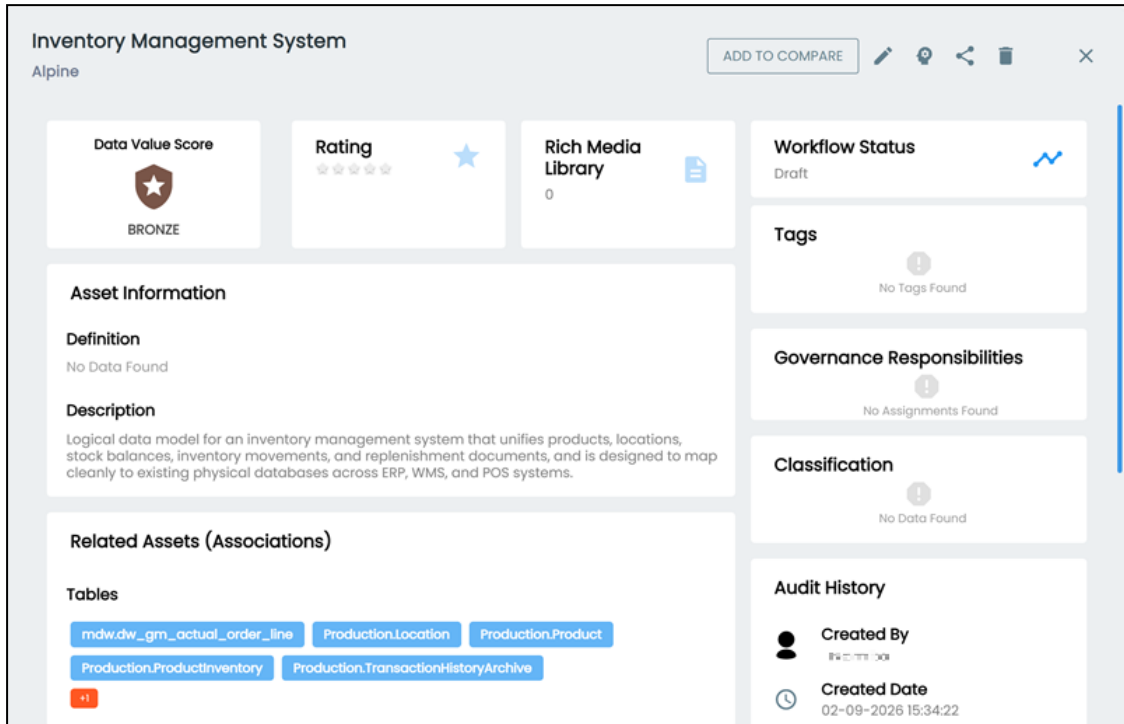 Inventory Management System
Alpine
ADD TO COMPARE
Data Value Score
BRONZE
Rating
Rich Media
Library
0
Workflow Status
Draft
Tags
No Tags Found
Asset Information
Definition
No Data Found
Description
Logical data model for an inventory management system that unifies products, locations,
stock balances, inventory movements, and replenishment documents, and is designed to map
cleanly to existing physical databases across ERP, WMS, and POS systems.
Governance Responsibilities
No Assignments Found
Classification
No Data Found
Related Assets (Associations)
Tables
mdw.dw_gm_actual_order_line
Production.Location
Production.Product
Production.ProductInventory
Production.TransactionHistoryArchive
+1
Audit History
Created By
Created Date
02-09-2026 15:34:22